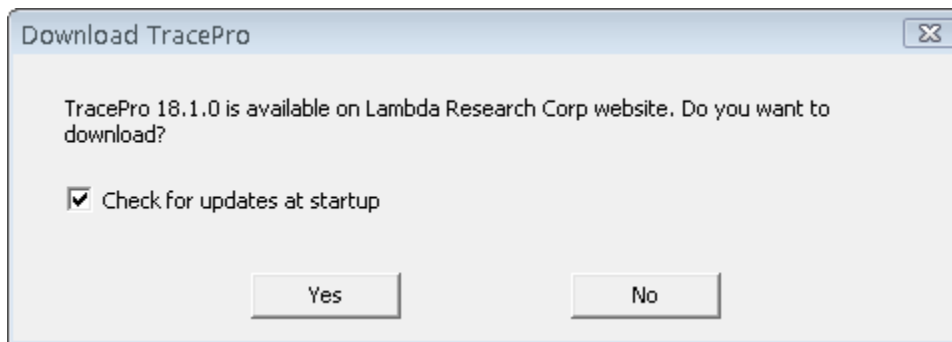 Download TracePro
TracePro 18.1.0 is available on Lambda Research Corp website. Do you want to
download?
Check for updates at startup
Yes No